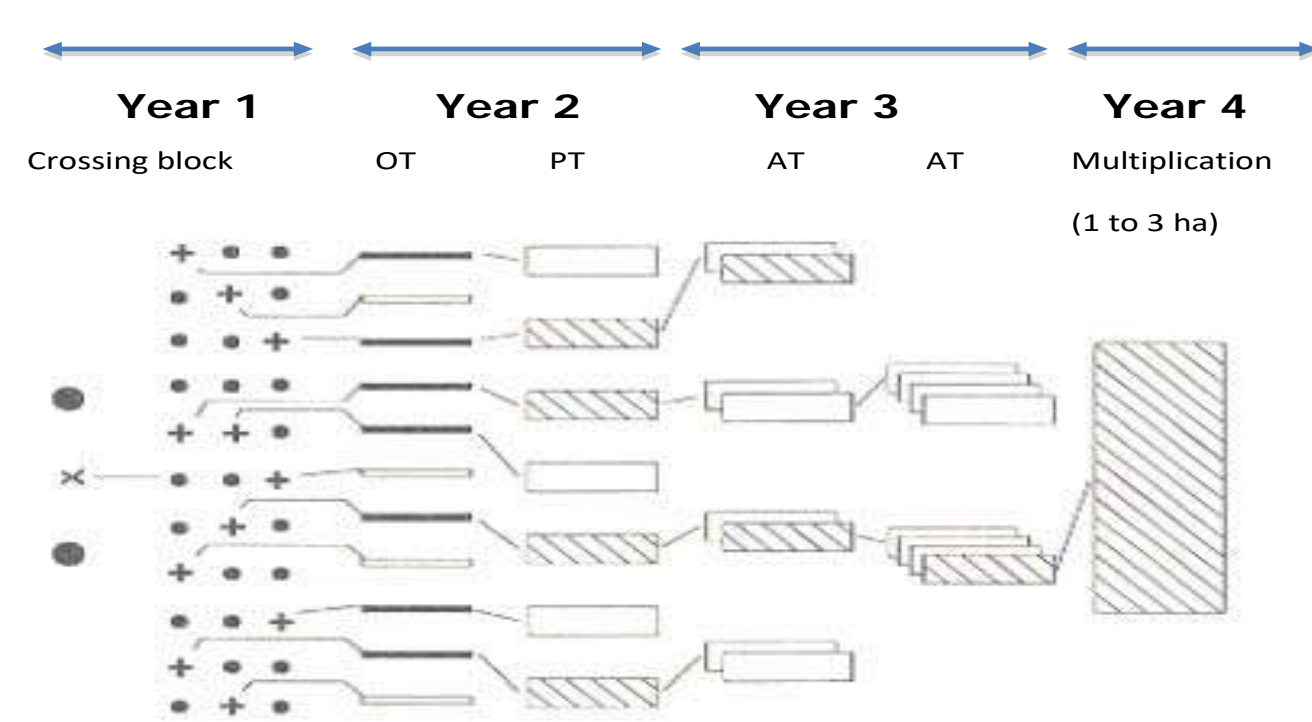 Year 1 Year 2 Year 3 Year 4
Crossing block OT PT AT AT Multiplication
(1 to 3 ha)